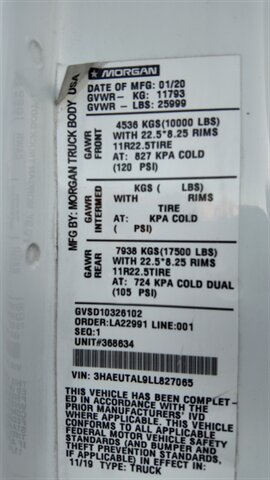 MORGAN
DATE OF MFG: 01/20
GVWR- KG: 11793
GVWR - LBS: 25999
MFG BY: MORGAN TRUCK BODY USA
GAWR FRONT
4536 KGS(10000 LBS)
WITH 22.5*8.25 RIMS
11R22.5TIRE
AT: 827 KPA COLD
(120 PSI)
GAWR INTERMED
KGS ( LBS)
WITH RIMS
TIRE
AT: KPA COLD
( PSI)
GAWR REAR
7938 KGS(17500 LBS)
WITH 22.5*8.25 RIMS
11R22.5TIRE
AT: 724 KPA COLD DUAL
(105 PSI)
GVSD10326102
ORDER:LA22991 LINE:001
SEQ:1
UNIT#368634
VIN: 3HAEUTAL9LL827065
THIS VEHICLE HAS BEEN COMPLET-
ED IN ACCORDANCE WITH THE
PRIOR MANUFACTURERS' IVD
WHERE APPLICABLE. THIS VEHICLE
CONFORMS TO ALL APPLICABLE
FEDERAL MOTOR VEHICLE SAFETY
STANDARDS (AND BUMPER AND
THEFT PREVENTION STANDARDS,
IF APPLICABLE) IN EFFECT IN:
11/19 TYPE: TRUCK